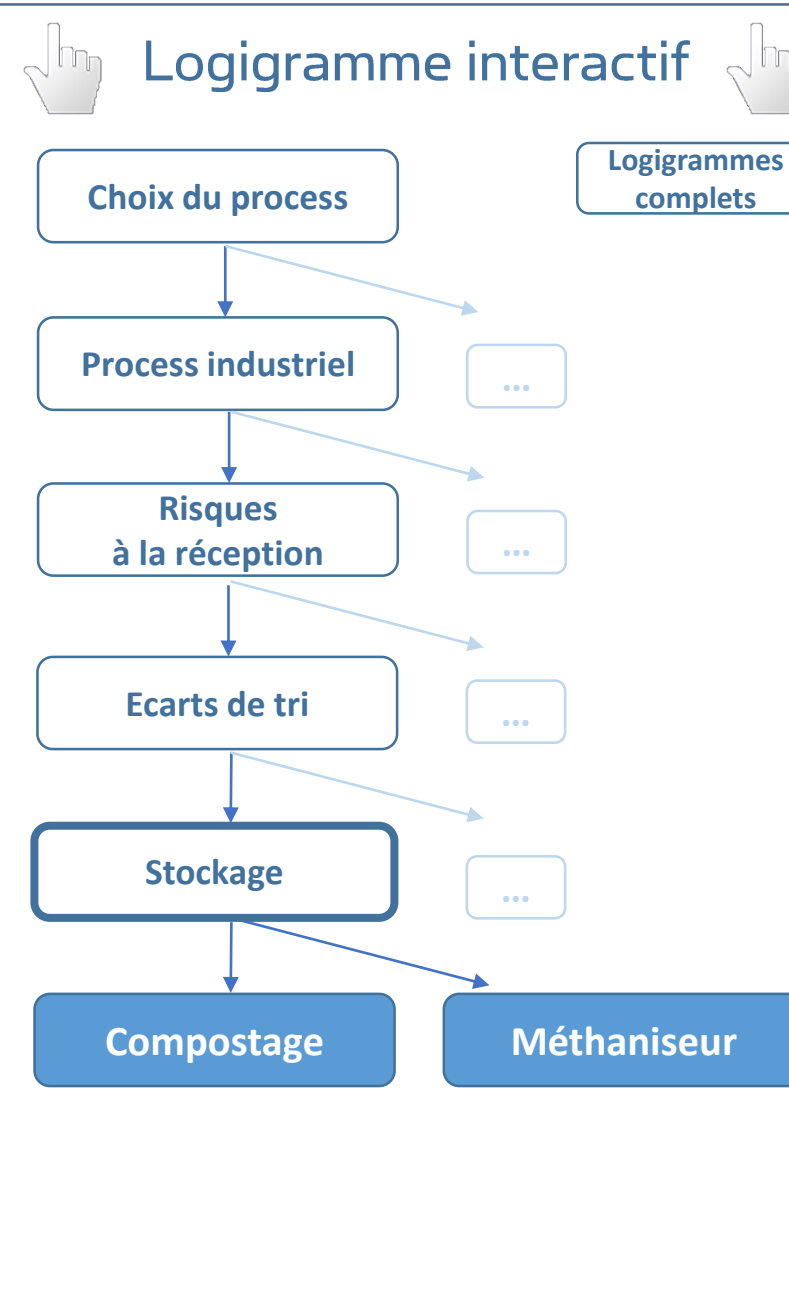 Logigramme interactif
Logigrammes
complets
Choix du process
Process industriel
...
Risques
à la réception
...
Ecarts de tri
...
Stockage
...
Compostage
Méthaniseur